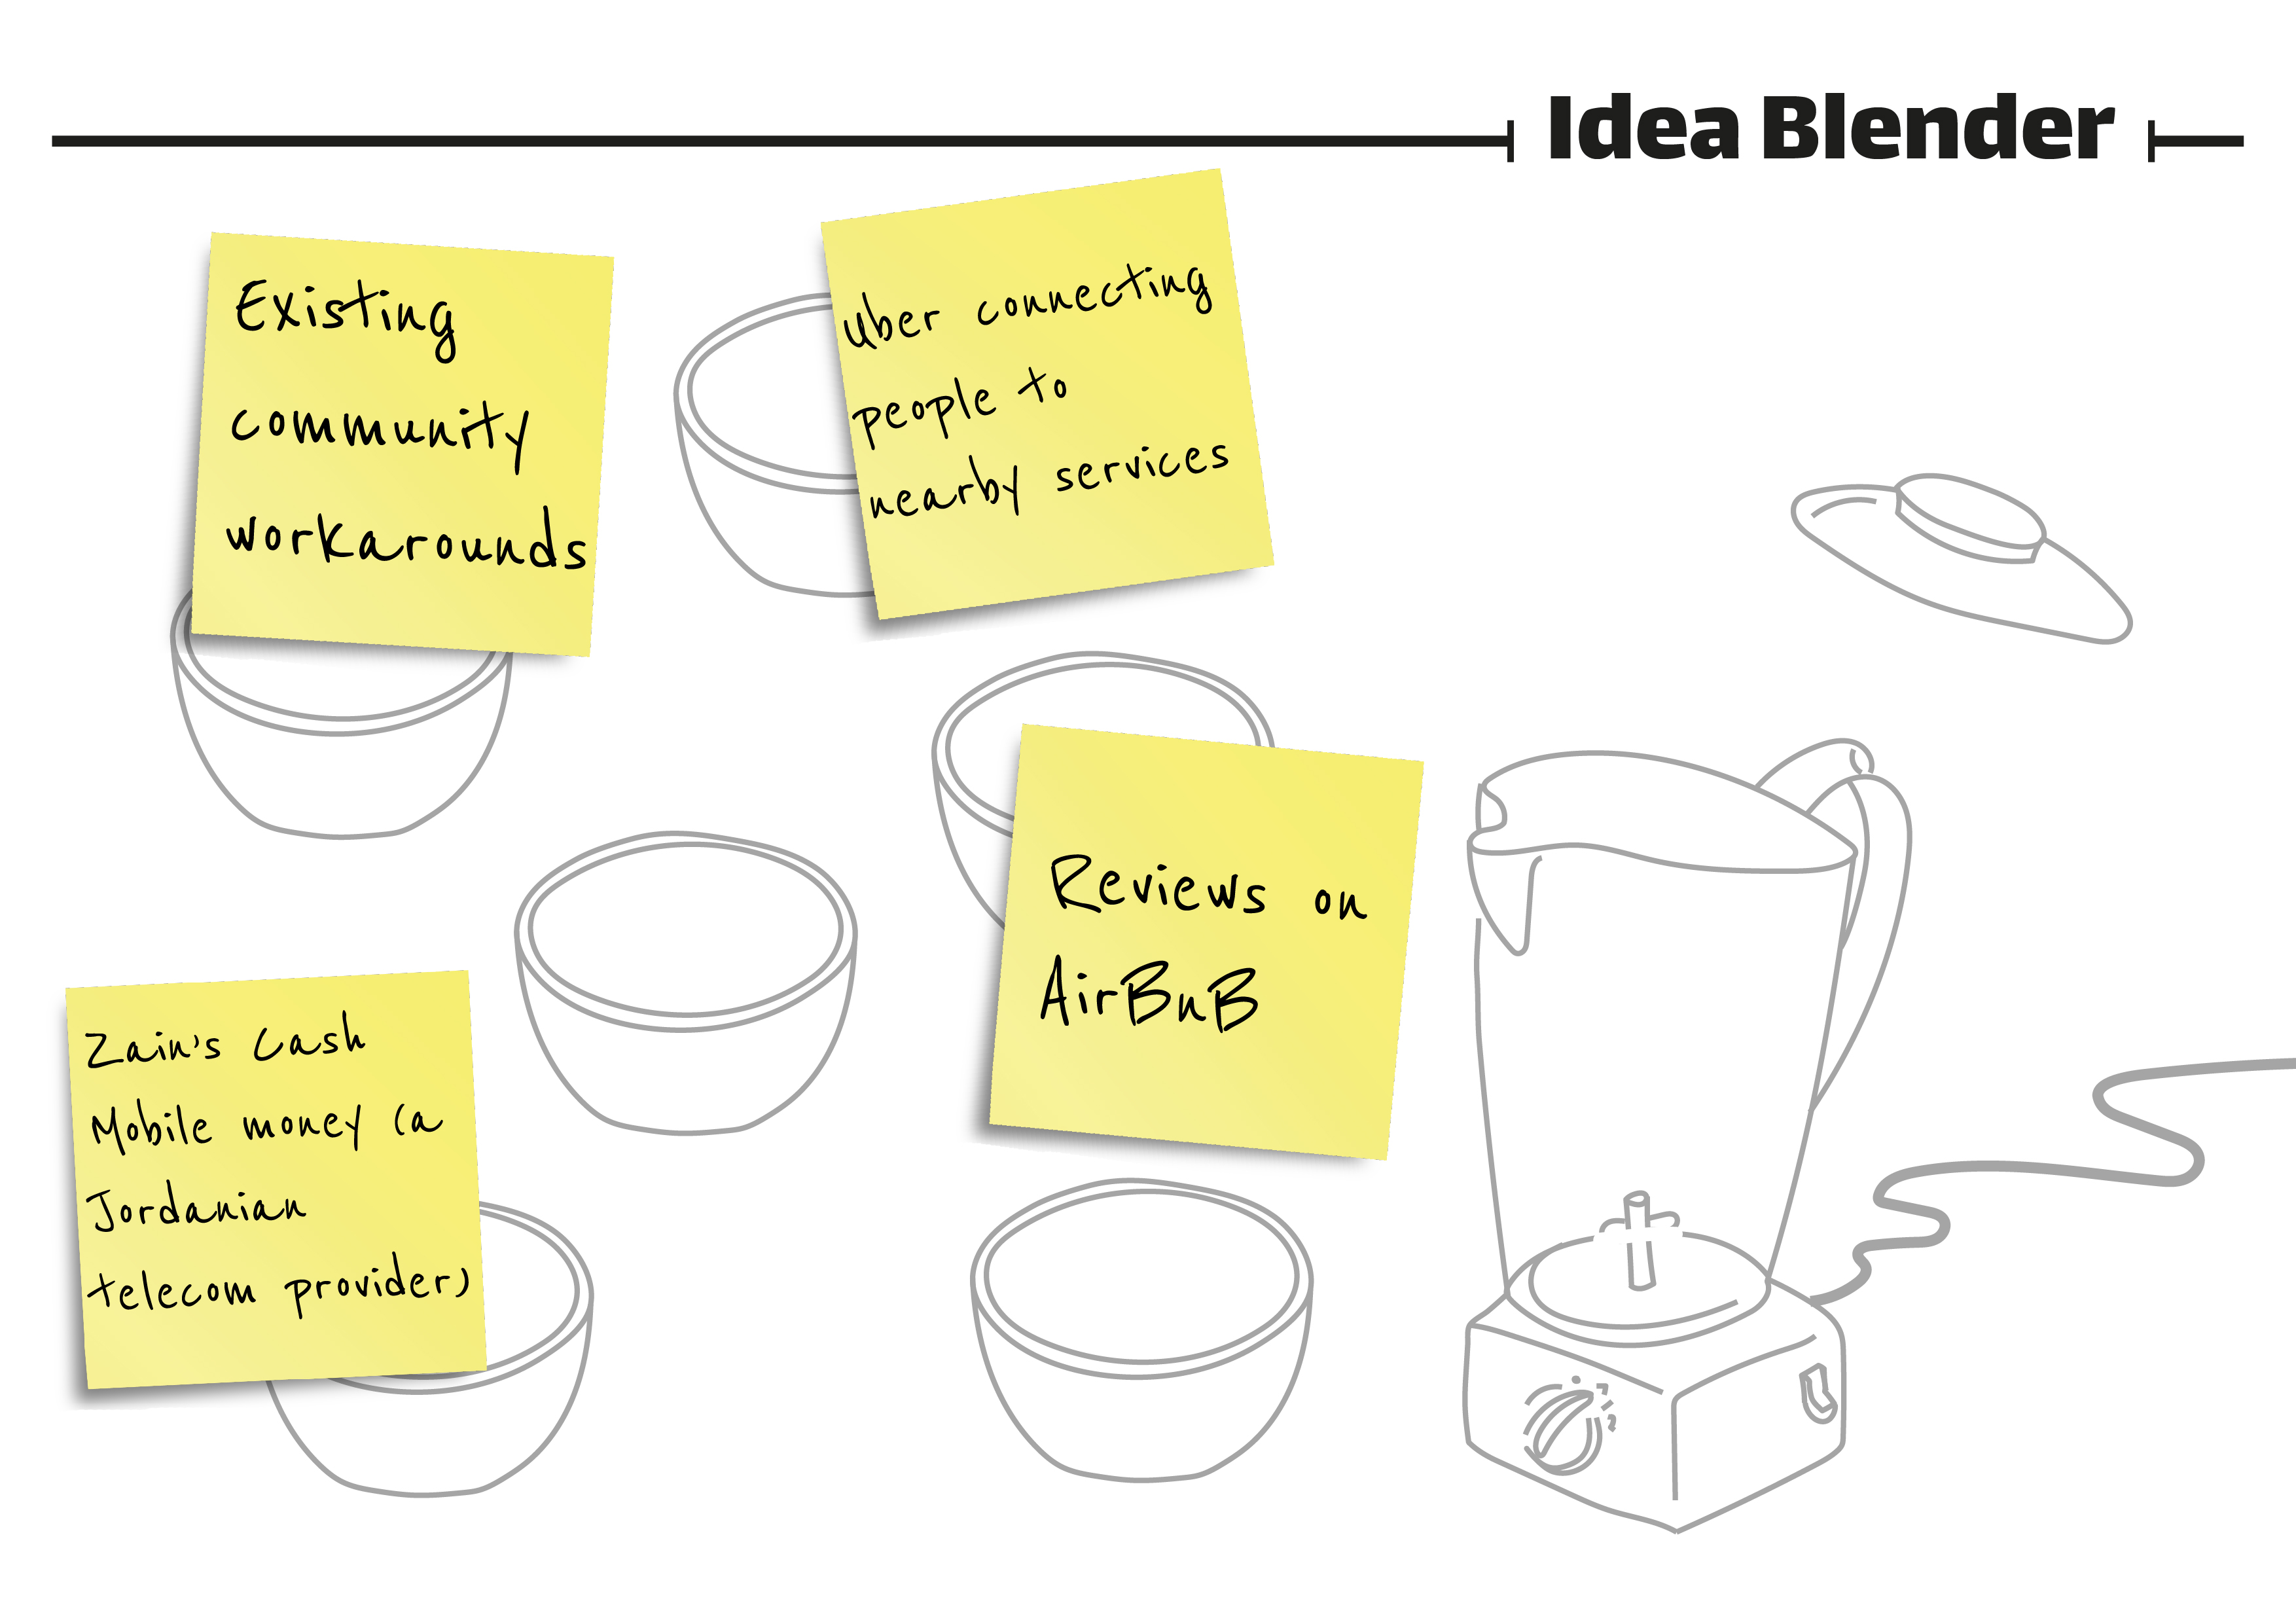 Idea Blender
Existing
community
workarounds
Uber connecting
people to
nearby services
Reviews on
AirBnB
Zain's Cash
Mobile money (a
Jordanian
telecom provider)